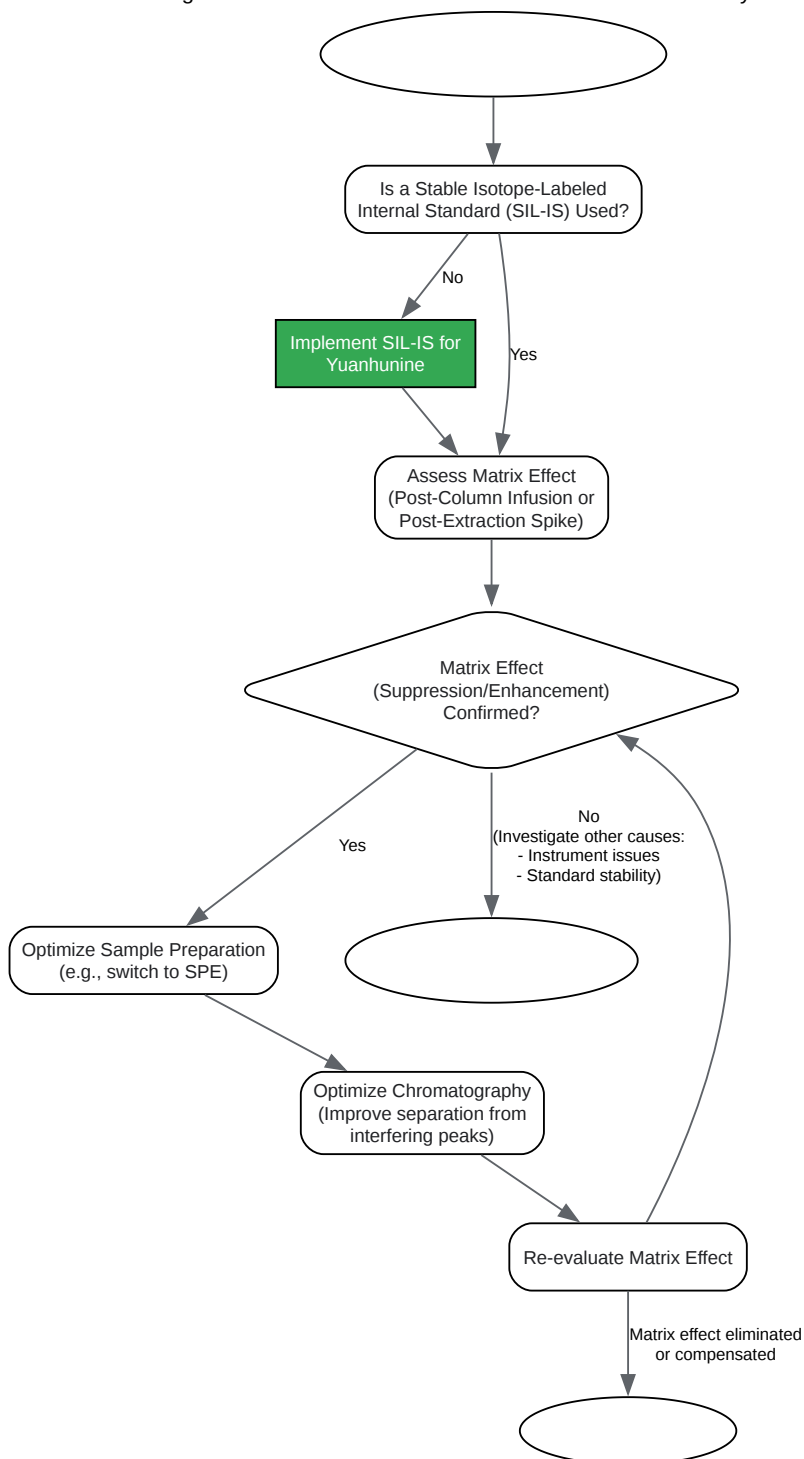 Is a Stable Isotope-Labeled
Internal Standard (SIL-IS) Used?
No
Implement SIL-IS for
Yuanhunine
Yes
Assess Matrix Effect
(Post-Column Infusion or
Post-Extraction Spike)
Matrix Effect
(Suppression/Enhancement)
Confirmed?
No
(Investigate other causes:
- Instrument issues
- Standard stability)
Yes
Optimize Sample Preparation
(e.g., switch to SPE)
Optimize Chromatography
(Improve separation from
interfering peaks)
Re-evaluate Matrix Effect
Matrix effect eliminated
or compensated